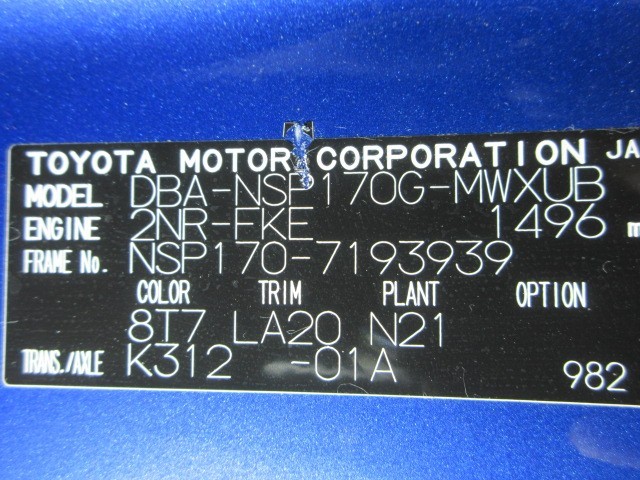 TOYOTA MOTOR CORPORATION JA
MODEL DBA-NSP170G-MWXUB
ENGINE 2NR-FKE 1496 m
FRAME No. NSP170-7193939
COLOR TRIM PLANT OPTION
8T7 LA20 N21
TRANS./AXLE K312 -01A 982